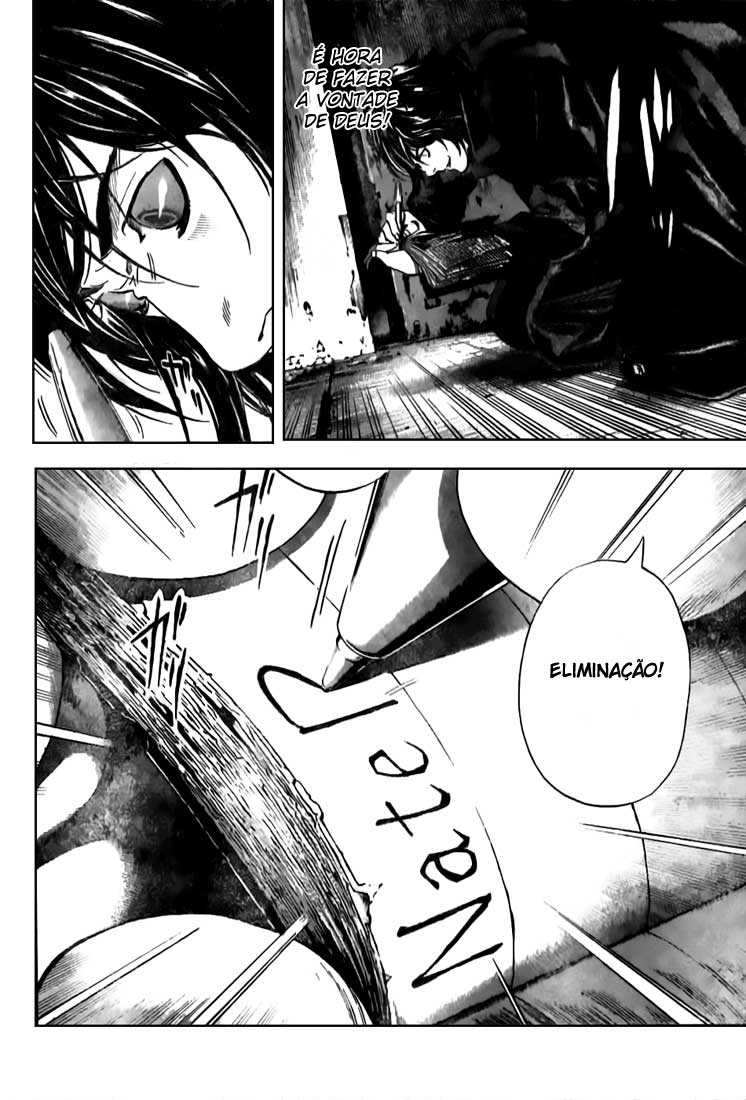 É HORA
DE FAZER
A VONTADE
DE DEUS!
ELIMINAÇÃO!
Nate